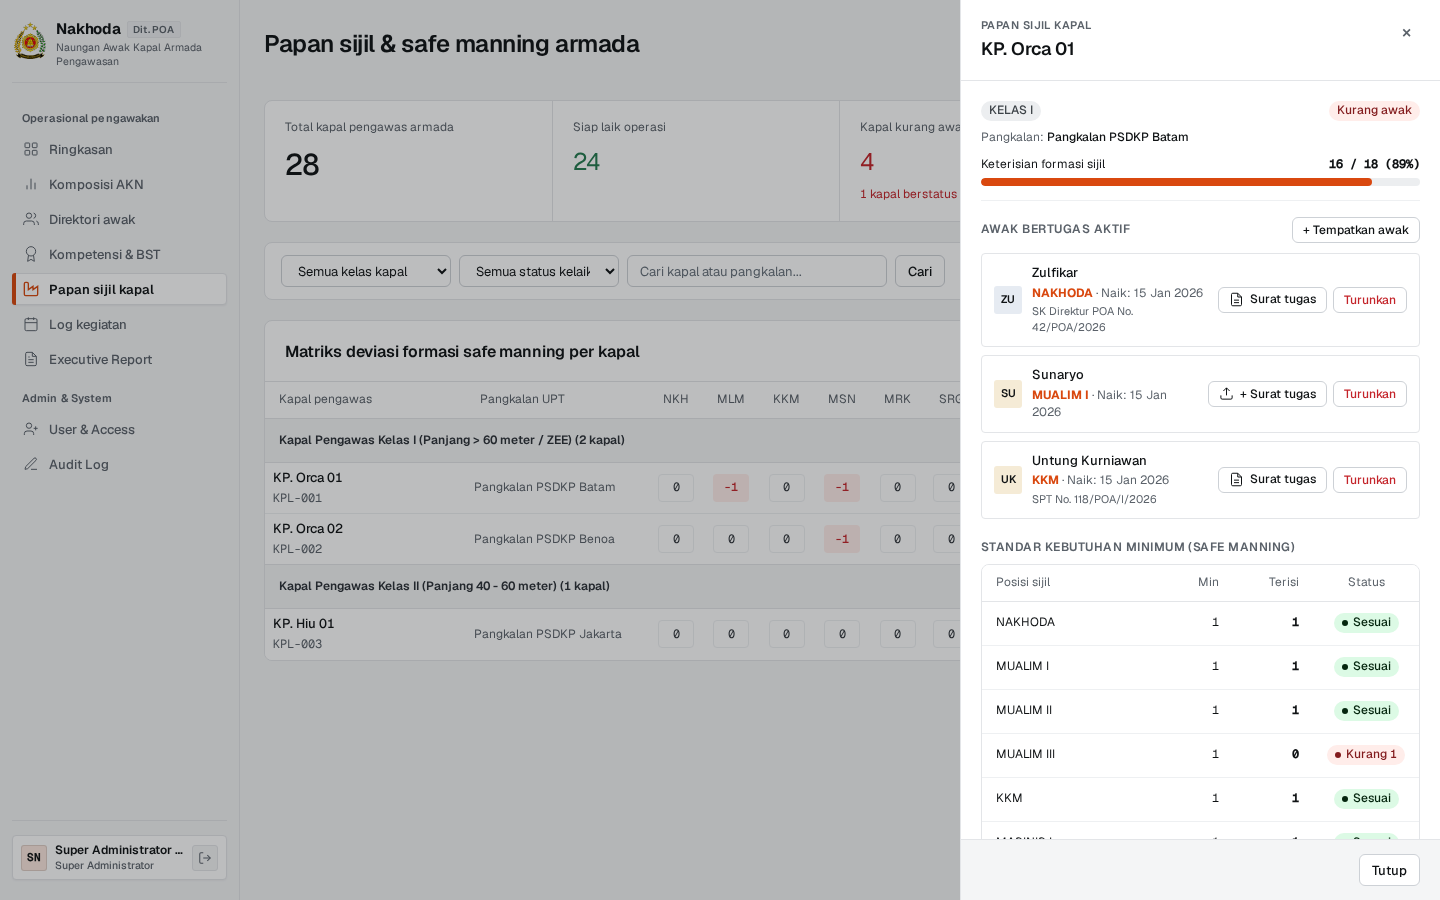 Nakhoda Dit. POA
Naungan Awak Kapal Armada
Pengawasan
Operasional pengawakan
Ringkasan
Komposisi AKN
Direktori awak
Kompetensi & BST
Papan sijil kapal
Log kegiatan
Executive Report
Admin & System
User & Access
Audit Log
SN
Super Administrator ...
Super Administrator
Papan sijil & safe manning armada
Total kapal pengawas armada
28
Siap laik operasi
24
Kapal kurang awa
4
1 kapal berstatus
Semua kelas kapal
Semua status kelaik
Cari kapal atau pangkalan...
Cari
Matriks deviasi formasi safe manning per kapal
Kapal pengawas Pangkalan UPT NKH MLM KKM MSN MRK SRG
Kapal Pengawas Kelas I (Panjang > 60 meter / ZEE) (2 kapal)
KP. Orca 01
KPL-001
Pangkalan PSDKP Batam 0 -1 0 -1 0 0
KP. Orca 02
KPL-002
Pangkalan PSDKP Benoa 0 0 0 -1 0 0
Kapal Pengawas Kelas II (Panjang 40 - 60 meter) (1 kapal)
KP. Hiu 01
KPL-003
Pangkalan PSDKP Jakarta 0 0 0 0 0 0
PAPAN SIJIL KAPAL
KP. Orca 01
×
KELAS I
Kurang awak
Pangkalan: Pangkalan PSDKP Batam
Keterisian formasi sijil 16 / 18 (89%)
AWAK BERTUGAS AKTIF
+ Tempatkan awak
ZU
Zulfikar
NAKHODA · Naik: 15 Jan 2026
SK Direktur POA No.
42/POA/2026
Surat tugas
Turunkan
SU
Sunaryo
MUALIM I · Naik: 15 Jan
2026
+ Surat tugas
Turunkan
UK
Untung Kurniawan
KKM · Naik: 15 Jan 2026
SPT No. 118/POA/I/2026
Surat tugas
Turunkan
STANDAR KEBUTUHAN MINIMUM (SAFE MANNING)
Posisi sijil Min Terisi Status
NAKHODA 1 1 Sesuai
MUALIM I 1 1 Sesuai
MUALIM II 1 1 Sesuai
MUALIM III 1 0 Kurang 1
KKM 1 1 Sesuai
Tutup